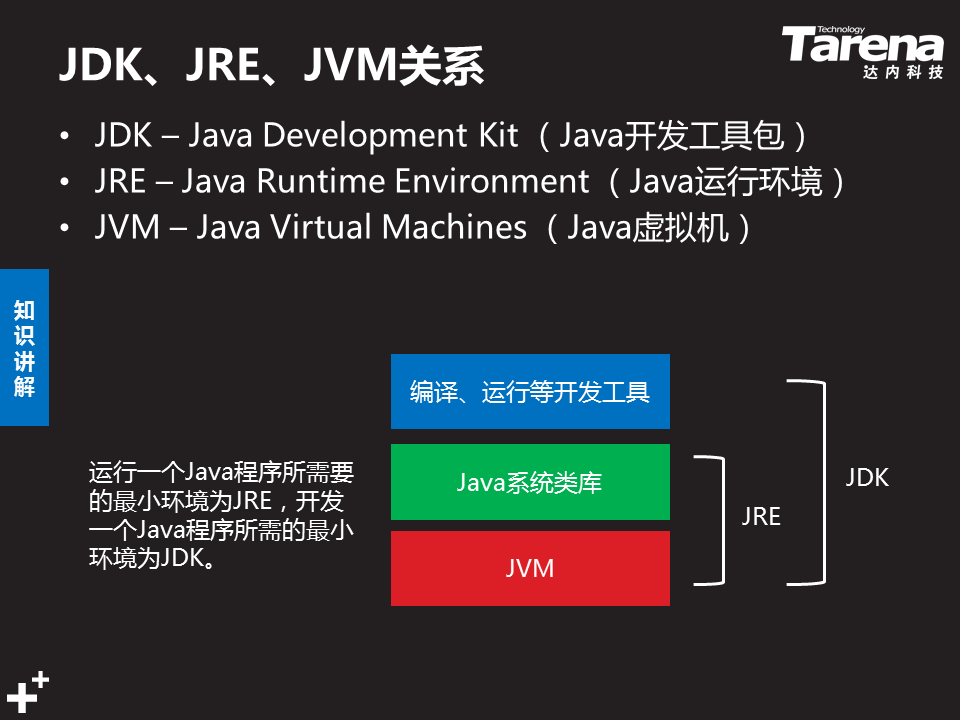 JDK、JRE、JVM关系
Technology
Tarena
达内科技
• JDK – Java Development Kit （Java开发工具包）
• JRE – Java Runtime Environment （Java运行环境）
• JVM – Java Virtual Machines （Java虚拟机）
知
识
讲
解
编译、运行等开发工具
运行一个Java程序所需要
的最小环境为JRE，开发
一个Java程序所需的最小
环境为JDK。
Java系统类库
JVM
JRE
JDK